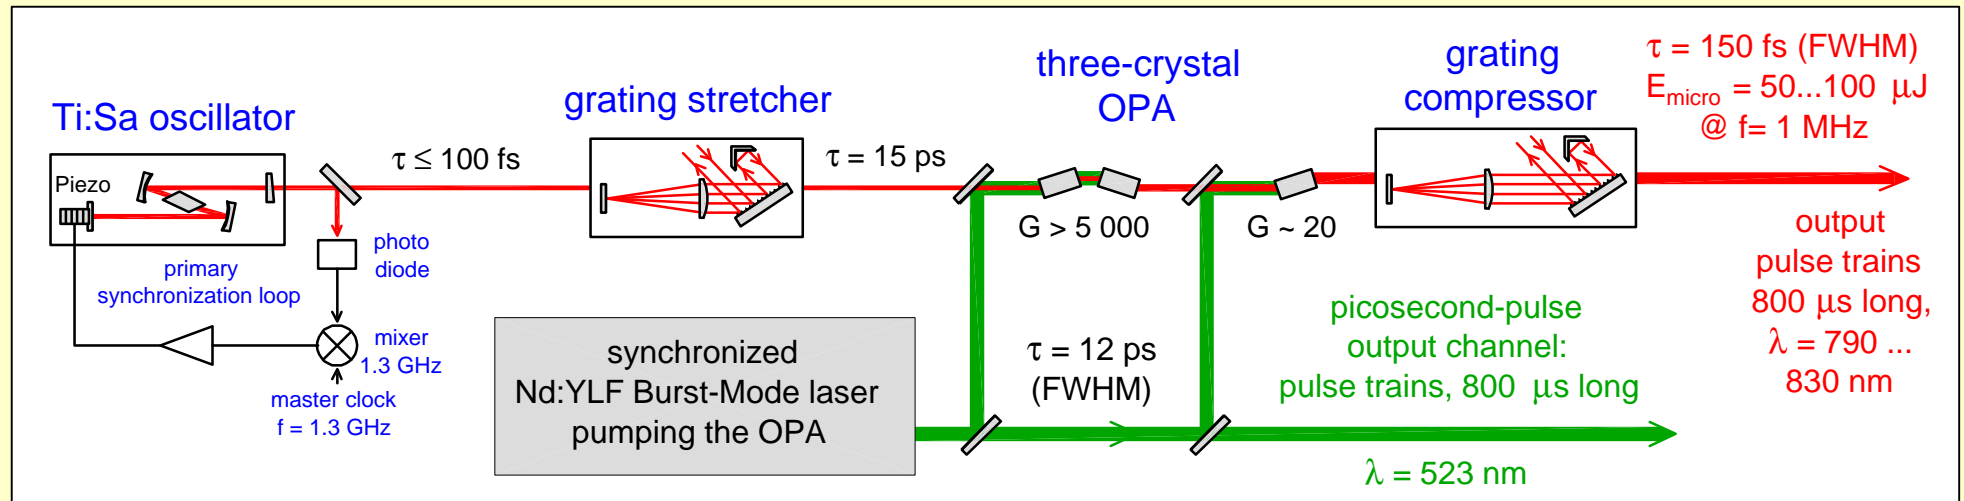 Ti:Sa oscillator
Piezo
primary
synchronization loop
photo
diode
mixer
1.3 GHz
master clock
f = 1.3 GHz
τ ≤ 100 fs
grating stretcher
τ = 15 ps
three-crystal
OPA
G > 5 000
G ~ 20
grating
compressor
τ = 150 fs (FWHM)
E_micro = 50...100 μJ
@ f= 1 MHz
output
pulse trains
800 μs long,
λ = 790 ...
830 nm
synchronized
Nd:YLF Burst-Mode laser
pumping the OPA
τ = 12 ps
(FWHM)
picosecond-pulse
output channel:
pulse trains, 800 μs long
λ = 523 nm